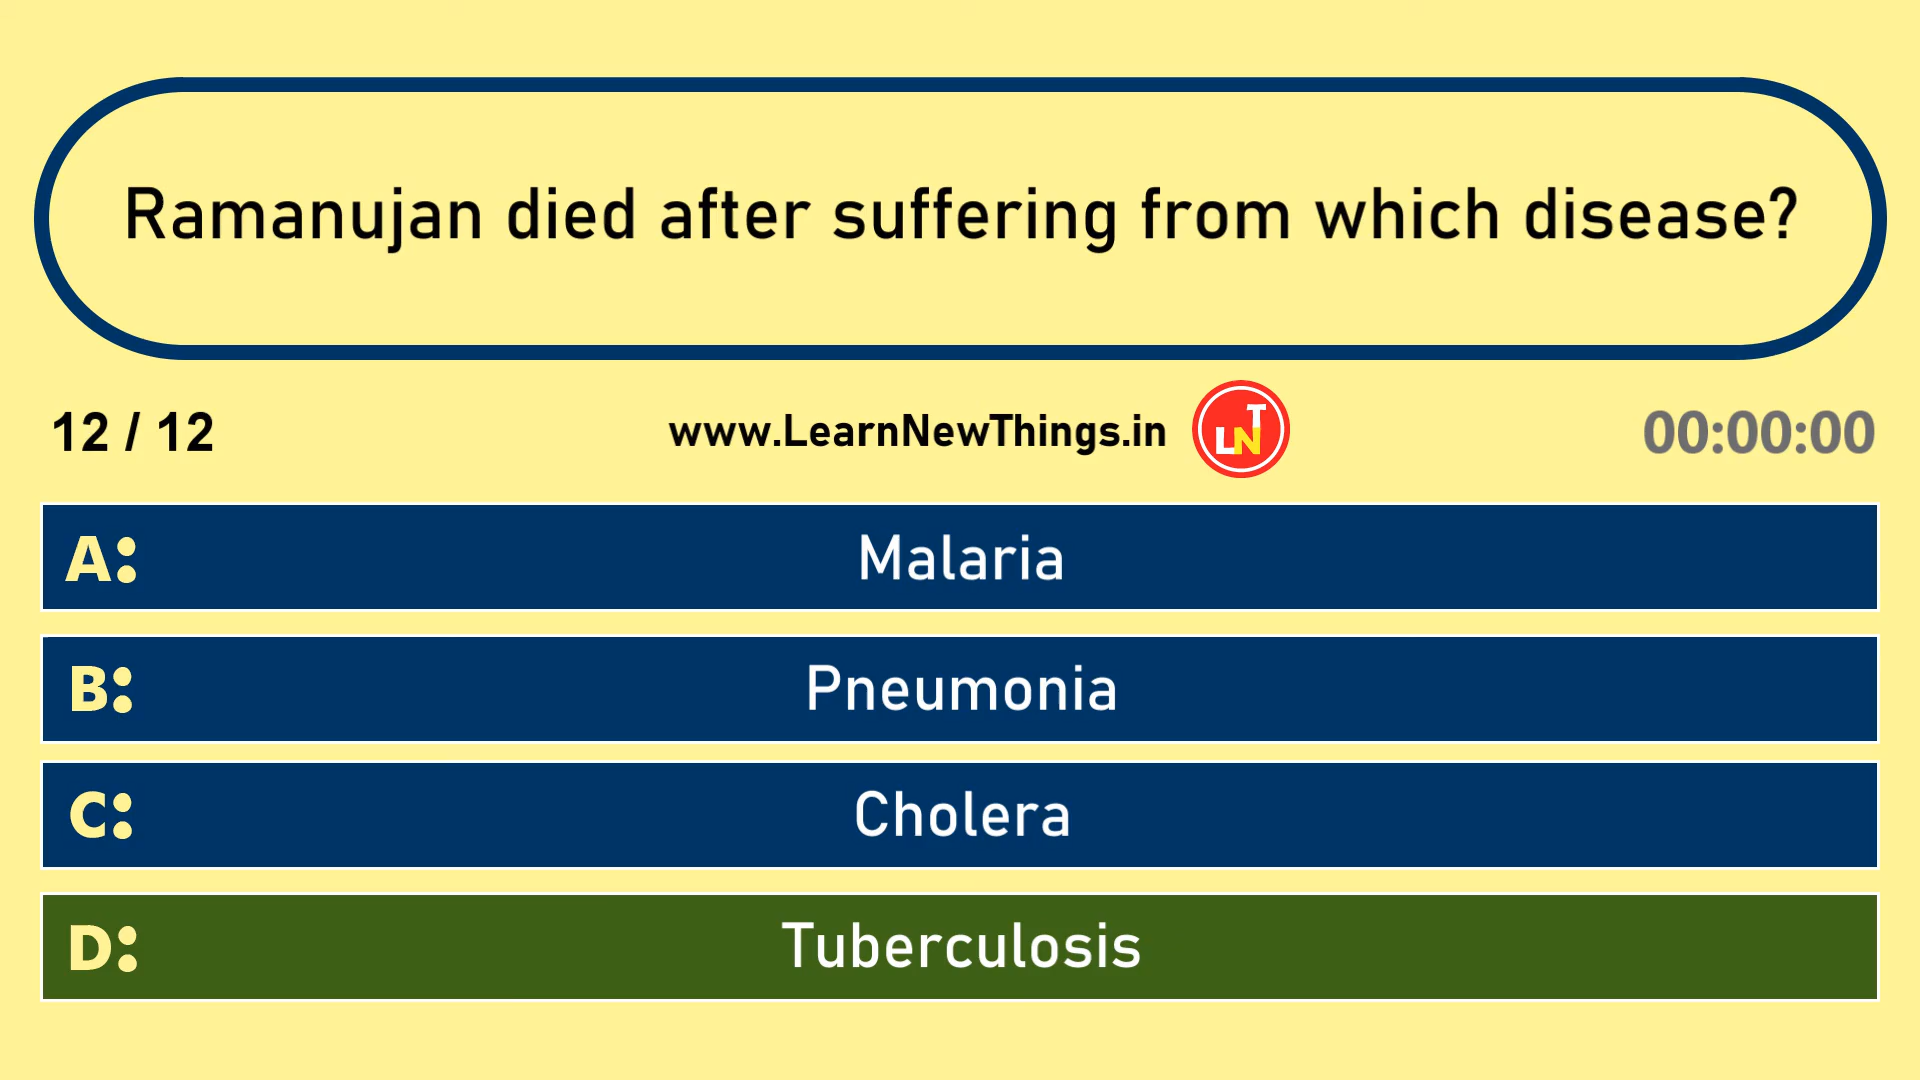 Ramanujan died after suffering from which disease?
12 / 12
www.LearnNewThings.in
LNT
00:00:00
A: Malaria
B: Pneumonia
C: Cholera
D: Tuberculosis